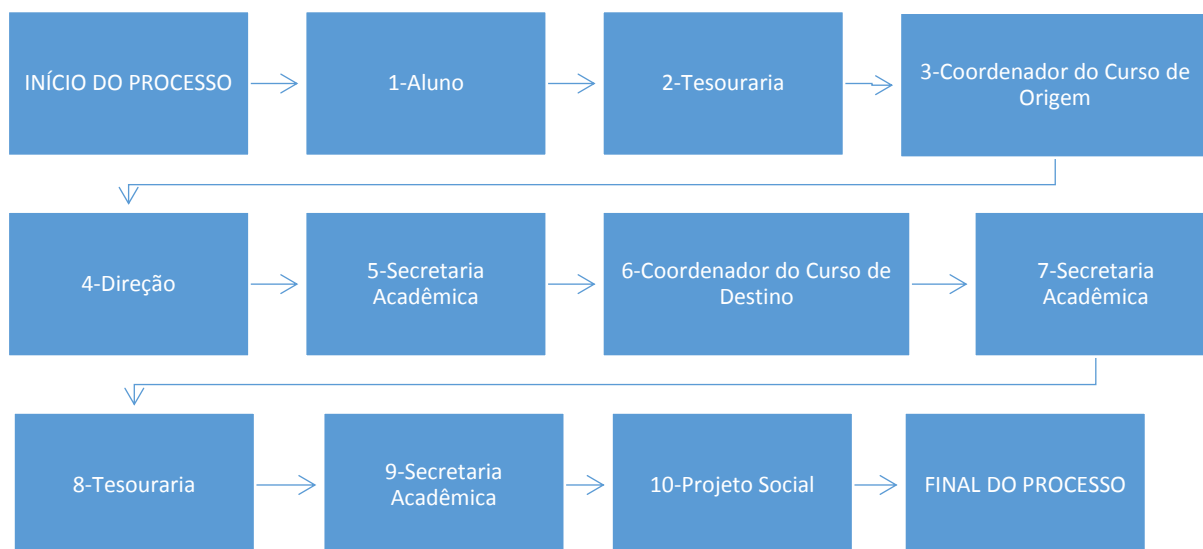 INÍCIO DO PROCESSO
1-Aluno
2-Tesouraria
3-Coordenador do Curso de
Origem
4-Direção
5-Secretaria
Acadêmica
6-Coordenador do Curso de
Destino
7-Secretaria
Acadêmica
8-Tesouraria
9-Secretaria
Acadêmica
10-Projeto Social
FINAL DO PROCESSO